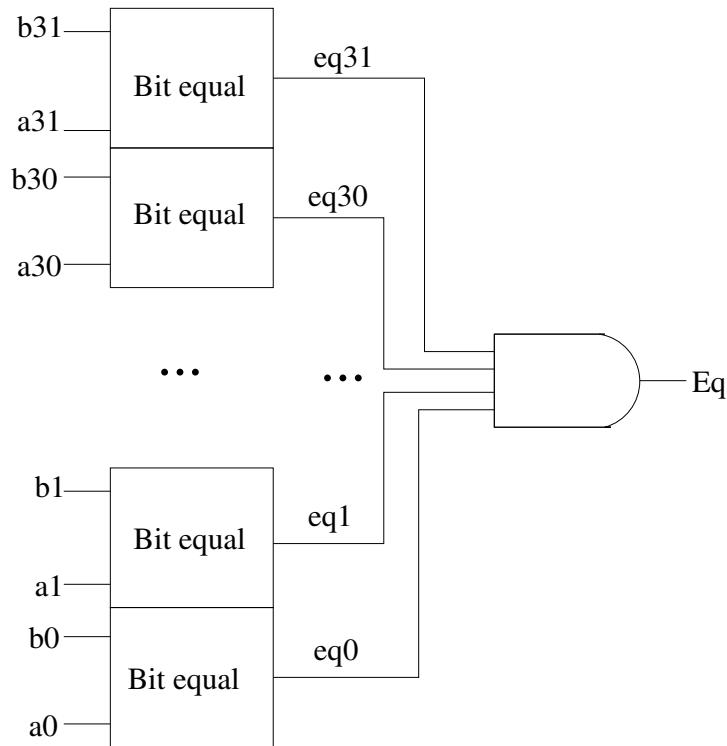 b31
Bit equal
eq31
a31
b30
Bit equal
eq30
a30
...
...
Eq
b1
Bit equal
eq1
a1
b0
Bit equal
eq0
a0